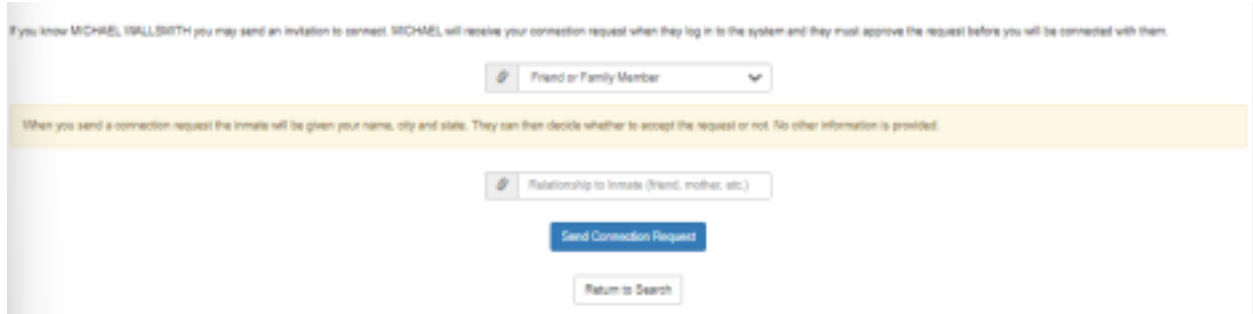 If you know MICHAEL WALLSMITH you may send an invitation to connect. MICHAEL will receive your connection request when they log in to the system and they must approve the request before you will be connected with them.
Friend or Family Member
When you send a connection request the inmate will be given your name, city and state. They can then decide whether to accept the request or not. No other information is provided.
Relationship to Inmate (friend, mother, etc.)
Send Connection Request
Return to Search